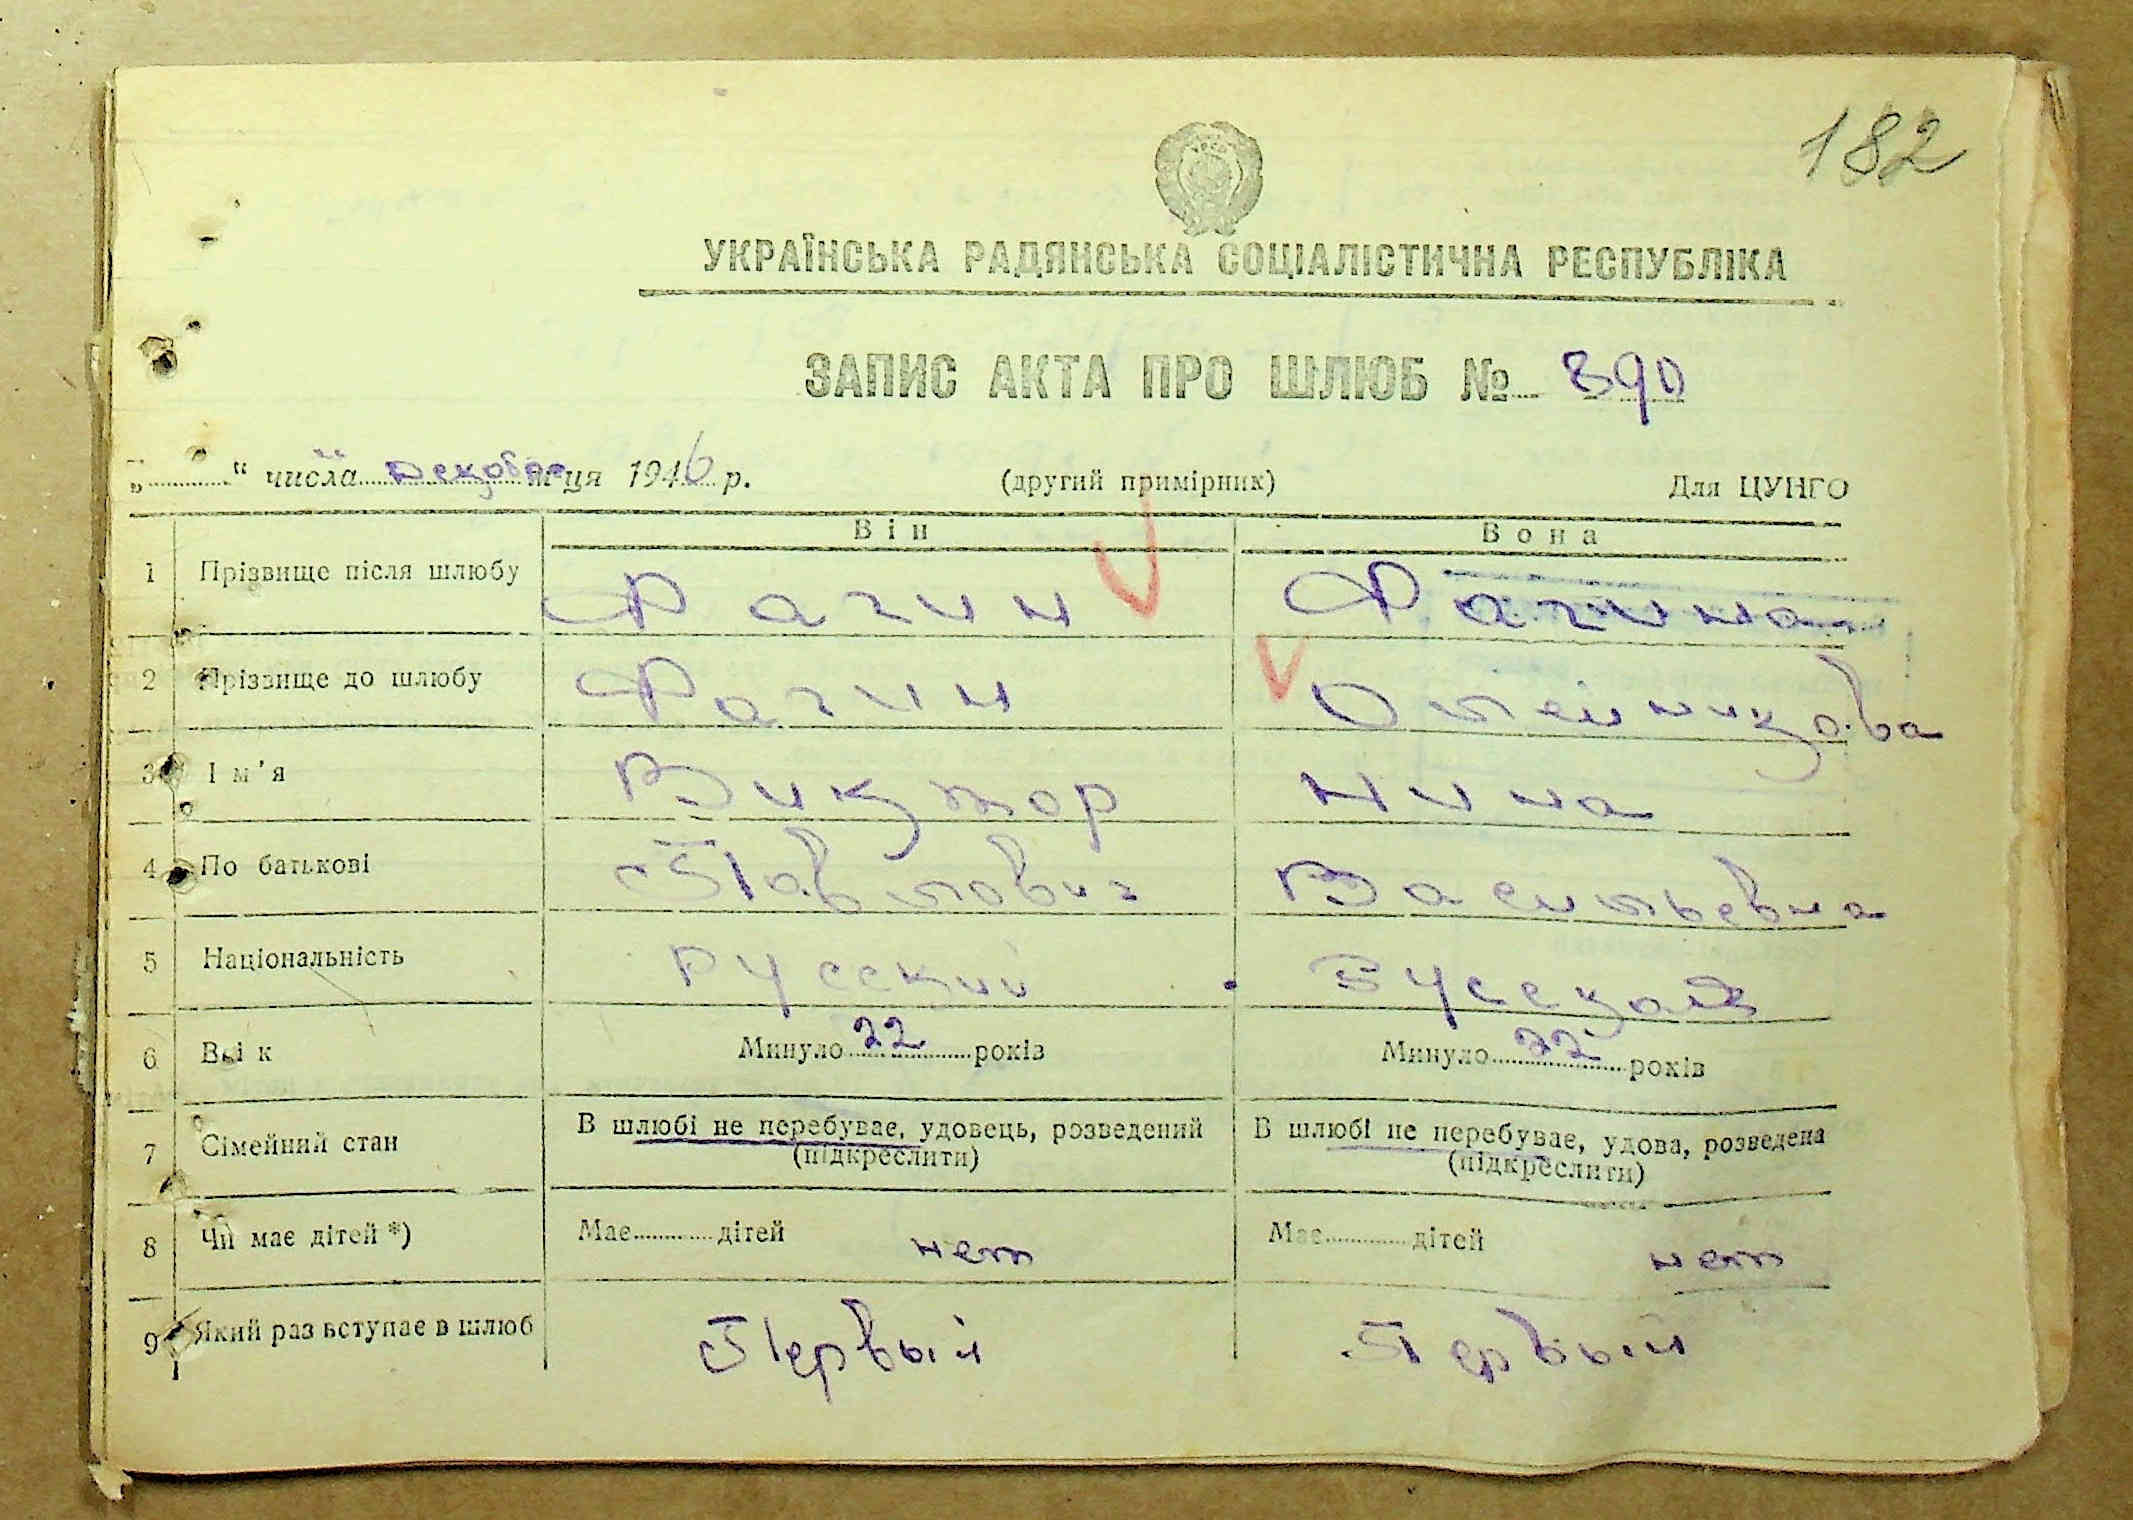 182
УКРАЇНСЬКА РАДЯНСЬКА СОЦІАЛІСТИЧНА РЕСПУБЛІКА
ЗАПИС АКТА ПРО ШЛЮБ № 890
„ “ числа Декабря м-ця 1946 р. (другий примірник) Для ЦУНГО
Він Вона
1 Прізвище після шлюбу Фагин Фагина
2 Прізвище до шлюбу Фагин Олейникова
3 Ім’я Виктор Нина
4 По батькові Павлович Васильевна
5 Національність Русский Русская
6 Вік Минуло 22 років Минуло 22 років
7 Сімейний стан В шлюбі не перебуває, удовець, розведений В шлюбі не перебуває, удова, розведена
(підкреслити) (підкреслити)
8 Чи має дітей *) Має дітей нет Має дітей нет
9 Який раз вступає в шлюб Первый Первый